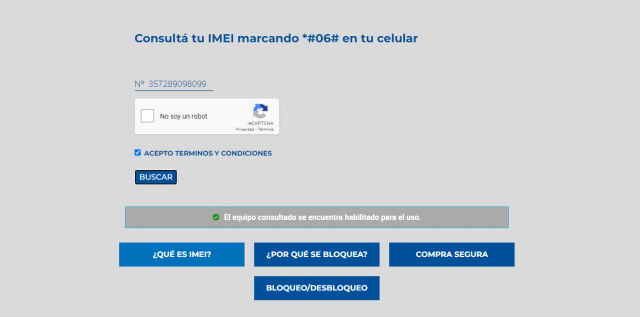 Consultá tu IMEI marcando *#06# en tu celular
Nº 357289098099
No soy un robot
reCAPTCHA
Privacidad - Términos
ACEPTO TERMINOS Y CONDICIONES
BUSCAR
El equipo consultado se encuentra habilitado para el uso.
¿QUÉ ES IMEI?
¿POR QUÉ SE BLOQUEA?
COMPRA SEGURA
BLOQUEO/DESBLOQUEO